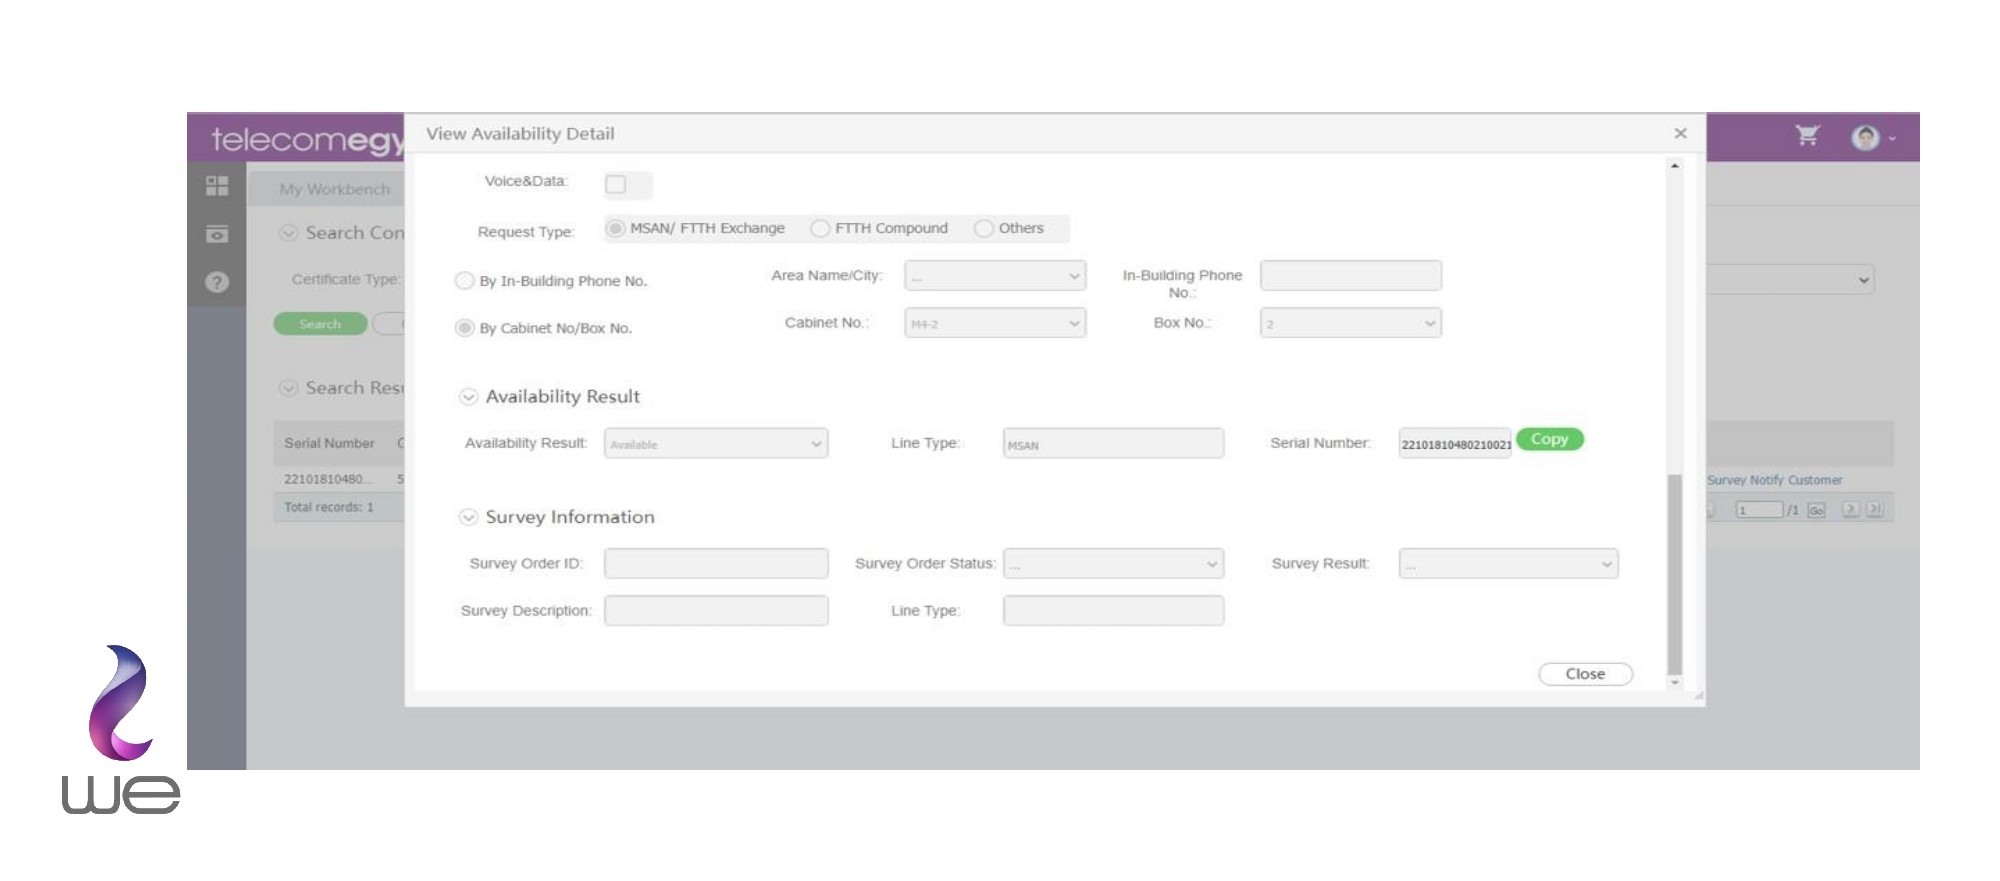 telecomegy
View Availability Detail
My Workbench
Voice&Data:
Search Con
Request Type: MSAN/ FTTH Exchange FTTH Compound Others
Certificate Type:
By In-Building Phone No. Area Name/City: ... In-Building Phone No.:
Search
By Cabinet No/Box No. Cabinet No.: M4-2 Box No.: 2
Search Res
Availability Result
Serial Number
Availability Result: Available Line Type: MSAN Serial Number: 22101810480210021 Copy
22101810480... 5
Survey Notify Customer
Total records: 1
1 /1 Go
Survey Information
Survey Order ID: Survey Order Status: ... Survey Result: ...
Survey Description: Line Type:
Close
we